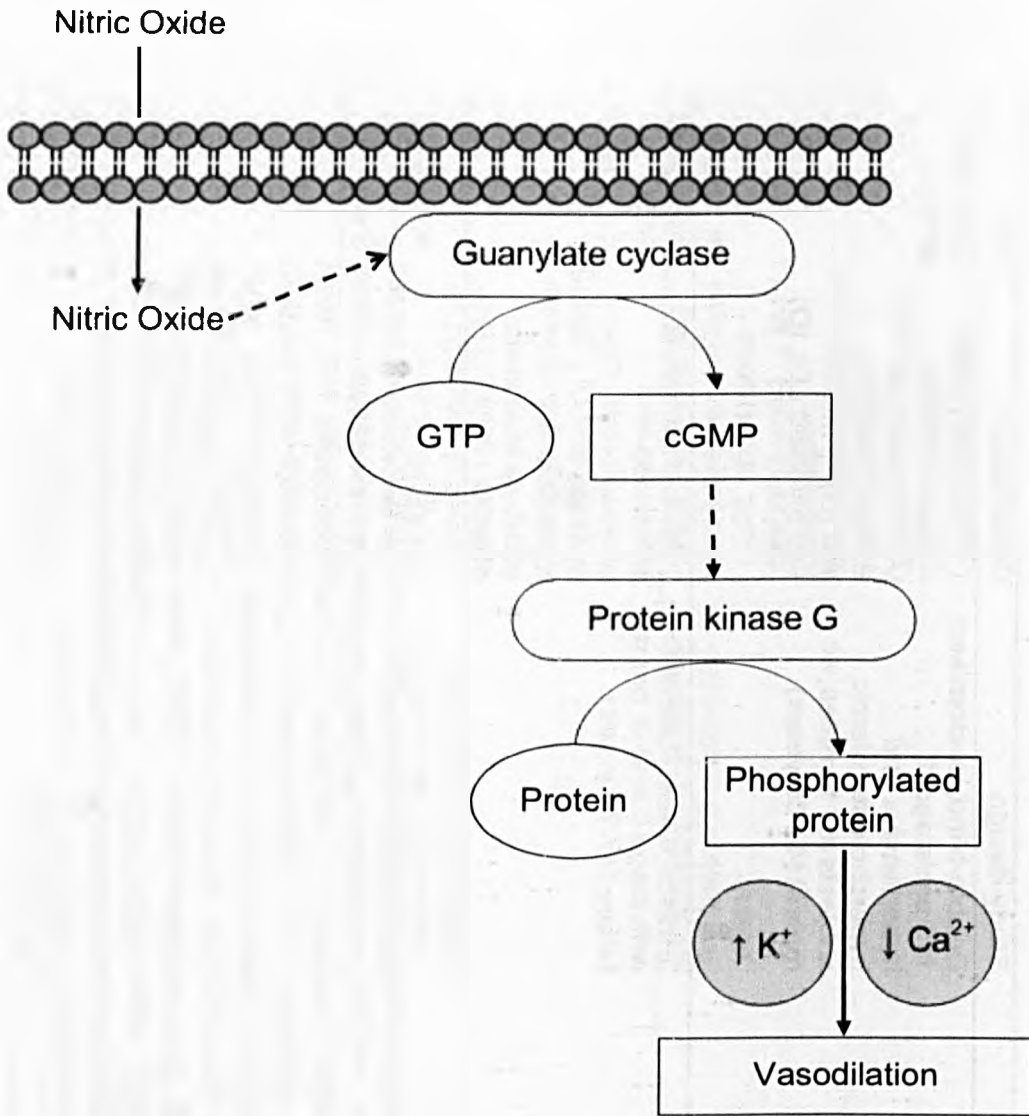 Nitric Oxide
Nitric Oxide
Guanylate cyclase
GTP
cGMP
Protein kinase G
Protein
Phosphorylated
protein
↑ K⁺
↓ Ca²⁺
Vasodilation